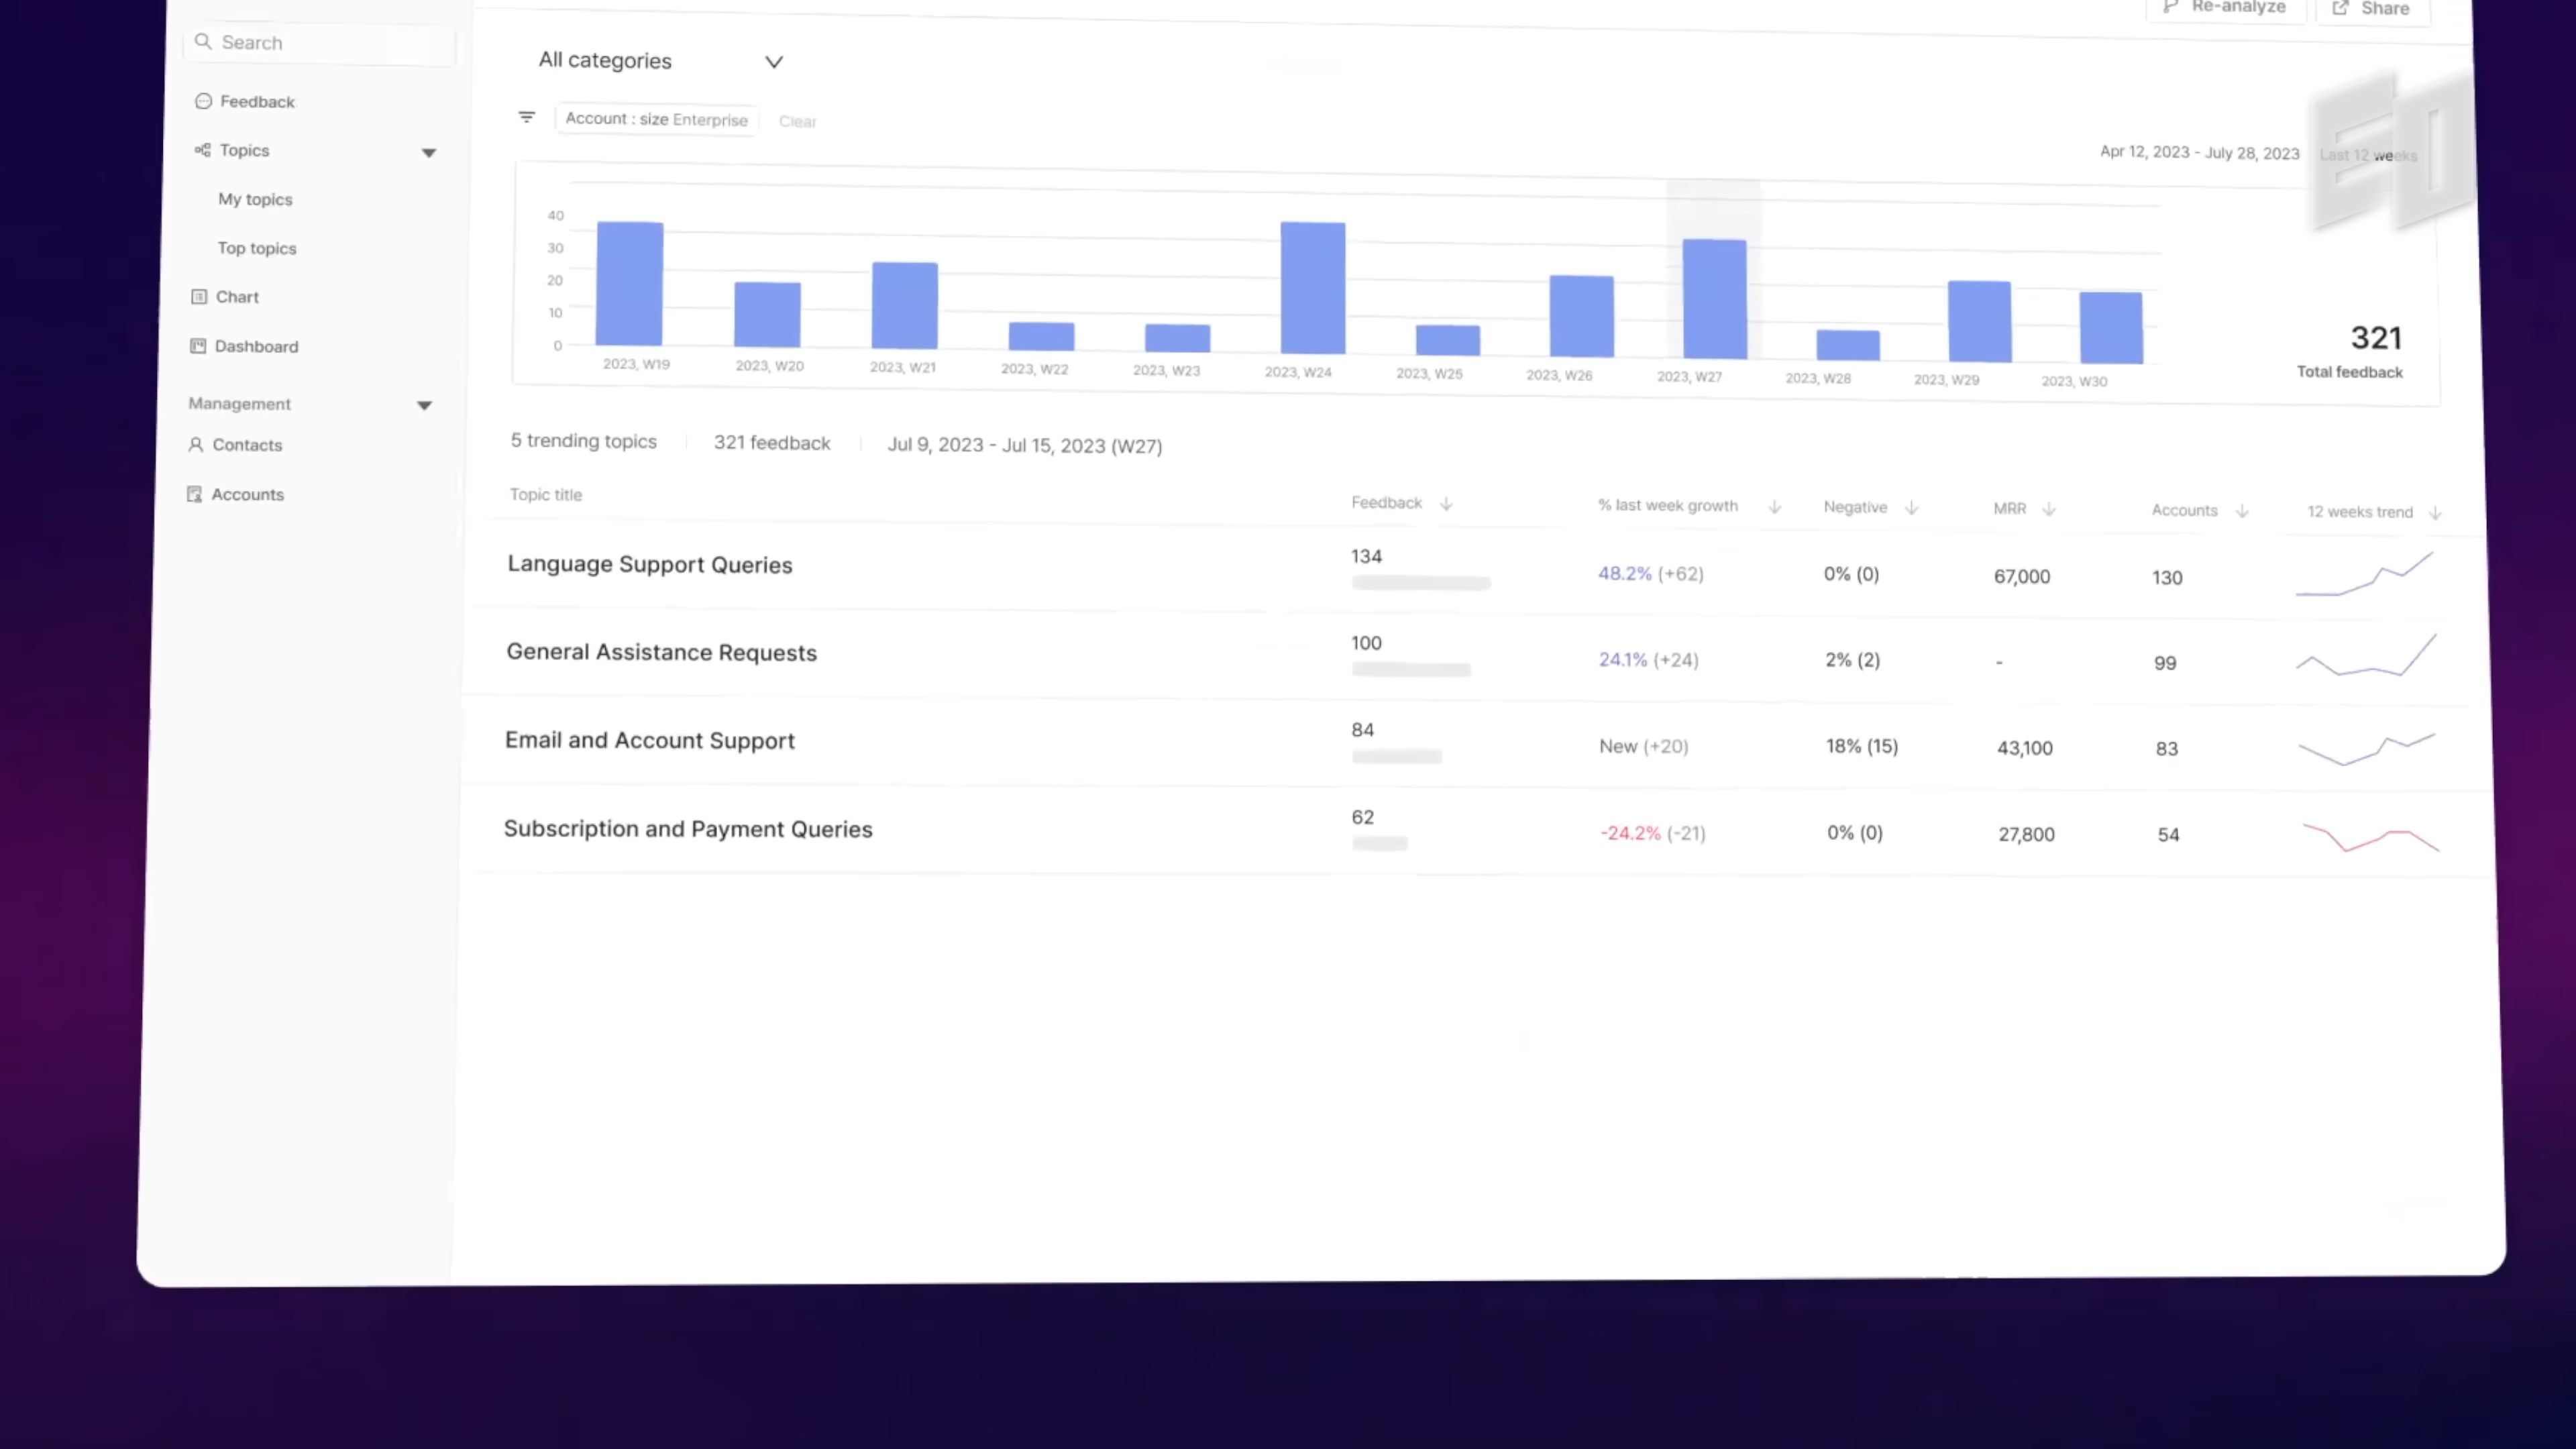 Re-analyze
Share
Search
All categories
Feedback
Account : size Enterprise
Clear
Topics
Apr 12, 2023 - July 28, 2023
Last 12 weeks
EO
My topics
Top topics
Chart
Dashboard
Management
Contacts
Accounts
40
30
20
10
0
2023, W19
2023, W20
2023, W21
2023, W22
2023, W23
2023, W24
2023, W25
2023, W26
2023, W27
2023, W28
2023, W29
2023, W30
321
Total feedback
5 trending topics
321 feedback
Jul 9, 2023 - Jul 15, 2023 (W27)
Topic title
Feedback
% last week growth
Negative
MRR
Accounts
12 weeks trend
Language Support Queries
134
48.2% (+62)
0% (0)
67,000
130
General Assistance Requests
100
24.1% (+24)
2% (2)
-
99
Email and Account Support
84
New (+20)
18% (15)
43,100
83
Subscription and Payment Queries
62
-24.2% (-21)
0% (0)
27,800
54